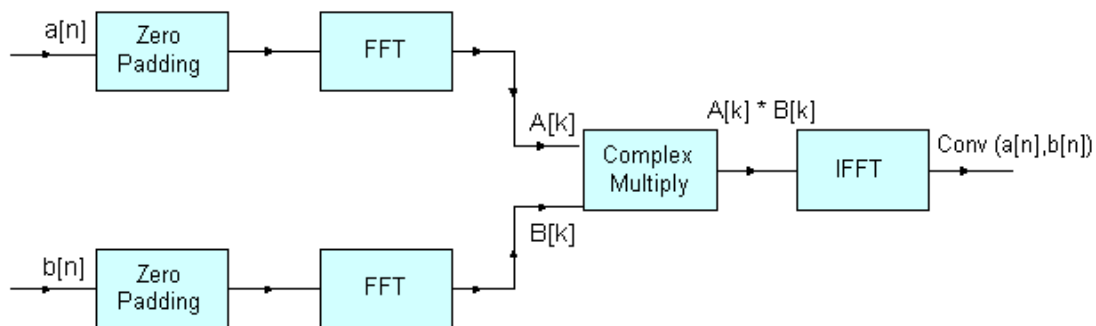 a[n]
Zero
Padding
FFT
A[k]
A[k] * B[k]
Complex
Multiply
IFFT
Conv (a[n],b[n])
B[k]
b[n]
Zero
Padding
FFT